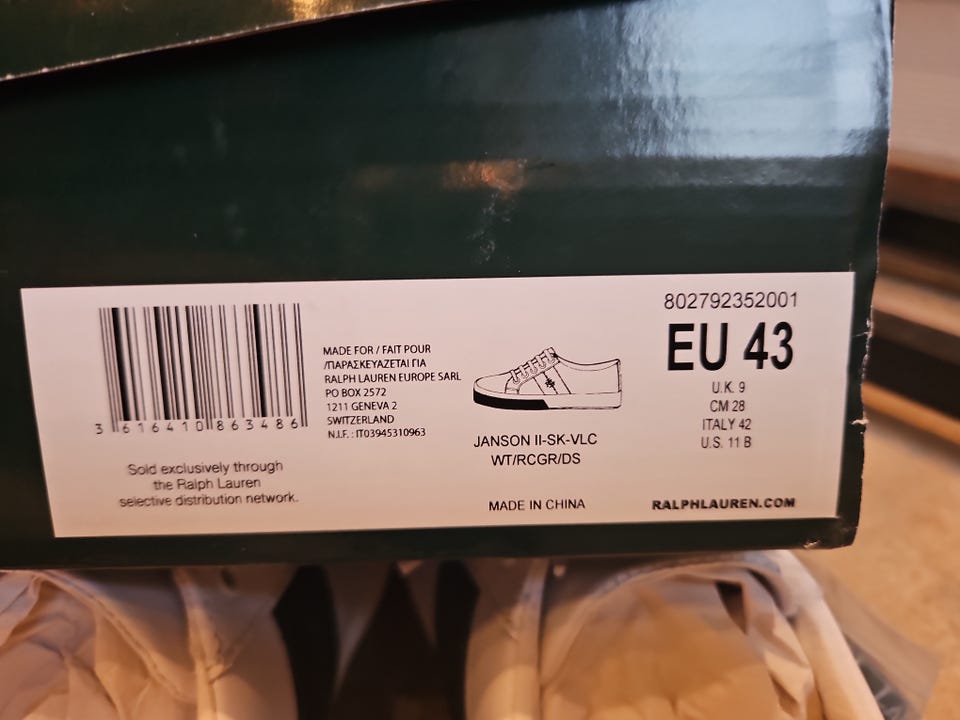 3 616410 863486
Sold exclusively through
the Ralph Lauren
selective distribution network.
MADE FOR / FAIT POUR
/ΠΑΡΑΣΚΕΥΑΖΕΤΑΙ ΓΙΑ
RALPH LAUREN EUROPE SARL
PO BOX 2572
1211 GENEVA 2
SWITZERLAND
N.I.F. : IT03945310963
JANSON II-SK-VLC
WT/RCGR/DS
MADE IN CHINA
802792352001
EU 43
U.K. 9
CM 28
ITALY 42
U.S. 11 B
RALPHLAUREN.COM